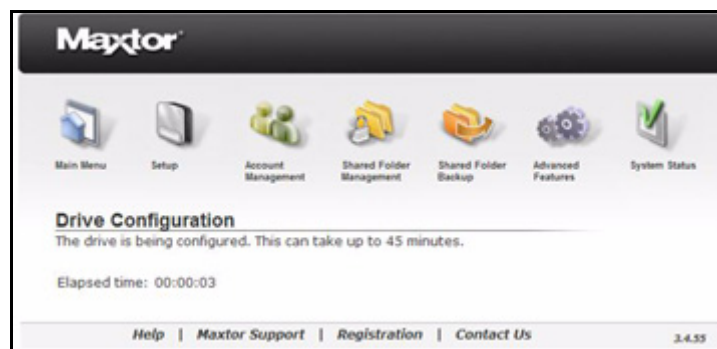 Maxtor
Main Menu
Setup
Account Management
Shared Folder Management
Shared Folder Backup
Advanced Features
System Status
Drive Configuration
The drive is being configured. This can take up to 45 minutes.
Elapsed time: 00:00:03
Help | Maxtor Support | Registration | Contact Us
3.4.55